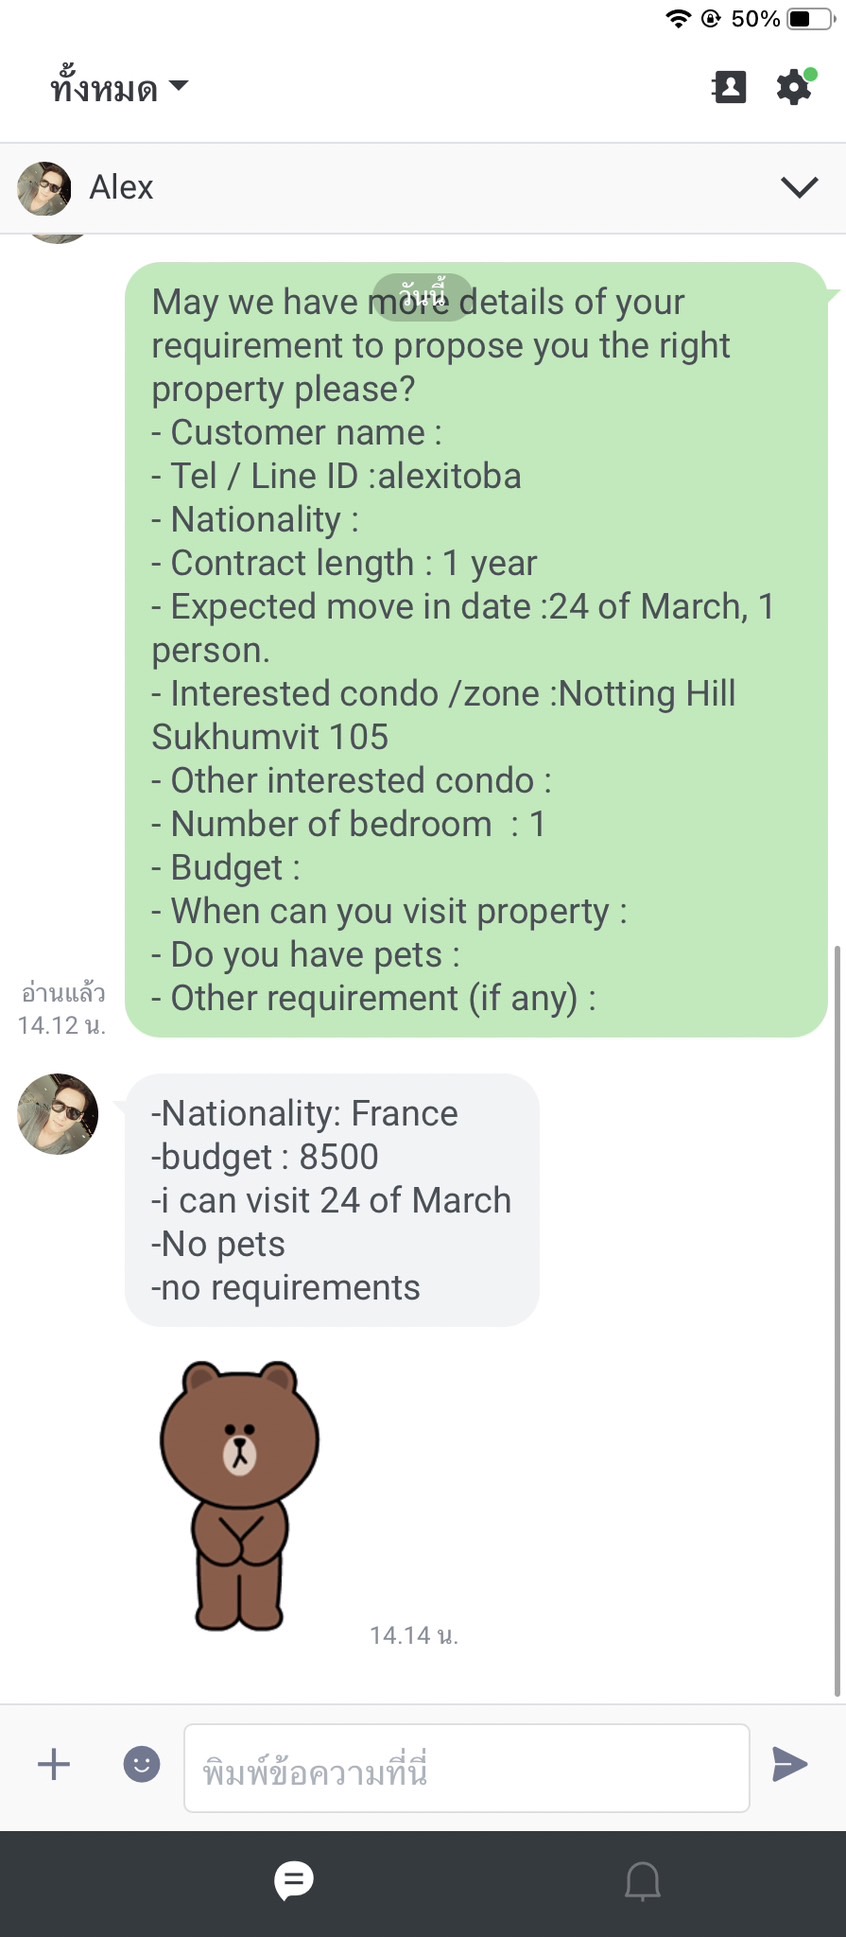 50%
ทั้งหมด
Alex
วันนี้
May we have more details of your
requirement to propose you the right
property please?
- Customer name :
- Tel / Line ID :alexitoba
- Nationality :
- Contract length : 1 year
- Expected move in date :24 of March, 1
person.
- Interested condo /zone :Notting Hill
Sukhumvit 105
- Other interested condo :
- Number of bedroom  : 1
- Budget :
- When can you visit property :
- Do you have pets :
- Other requirement (if any) :
อ่านแล้ว
14.12 น.
-Nationality: France
-budget : 8500
-i can visit 24 of March
-No pets
-no requirements
14.14 น.
พิมพ์ข้อความที่นี่